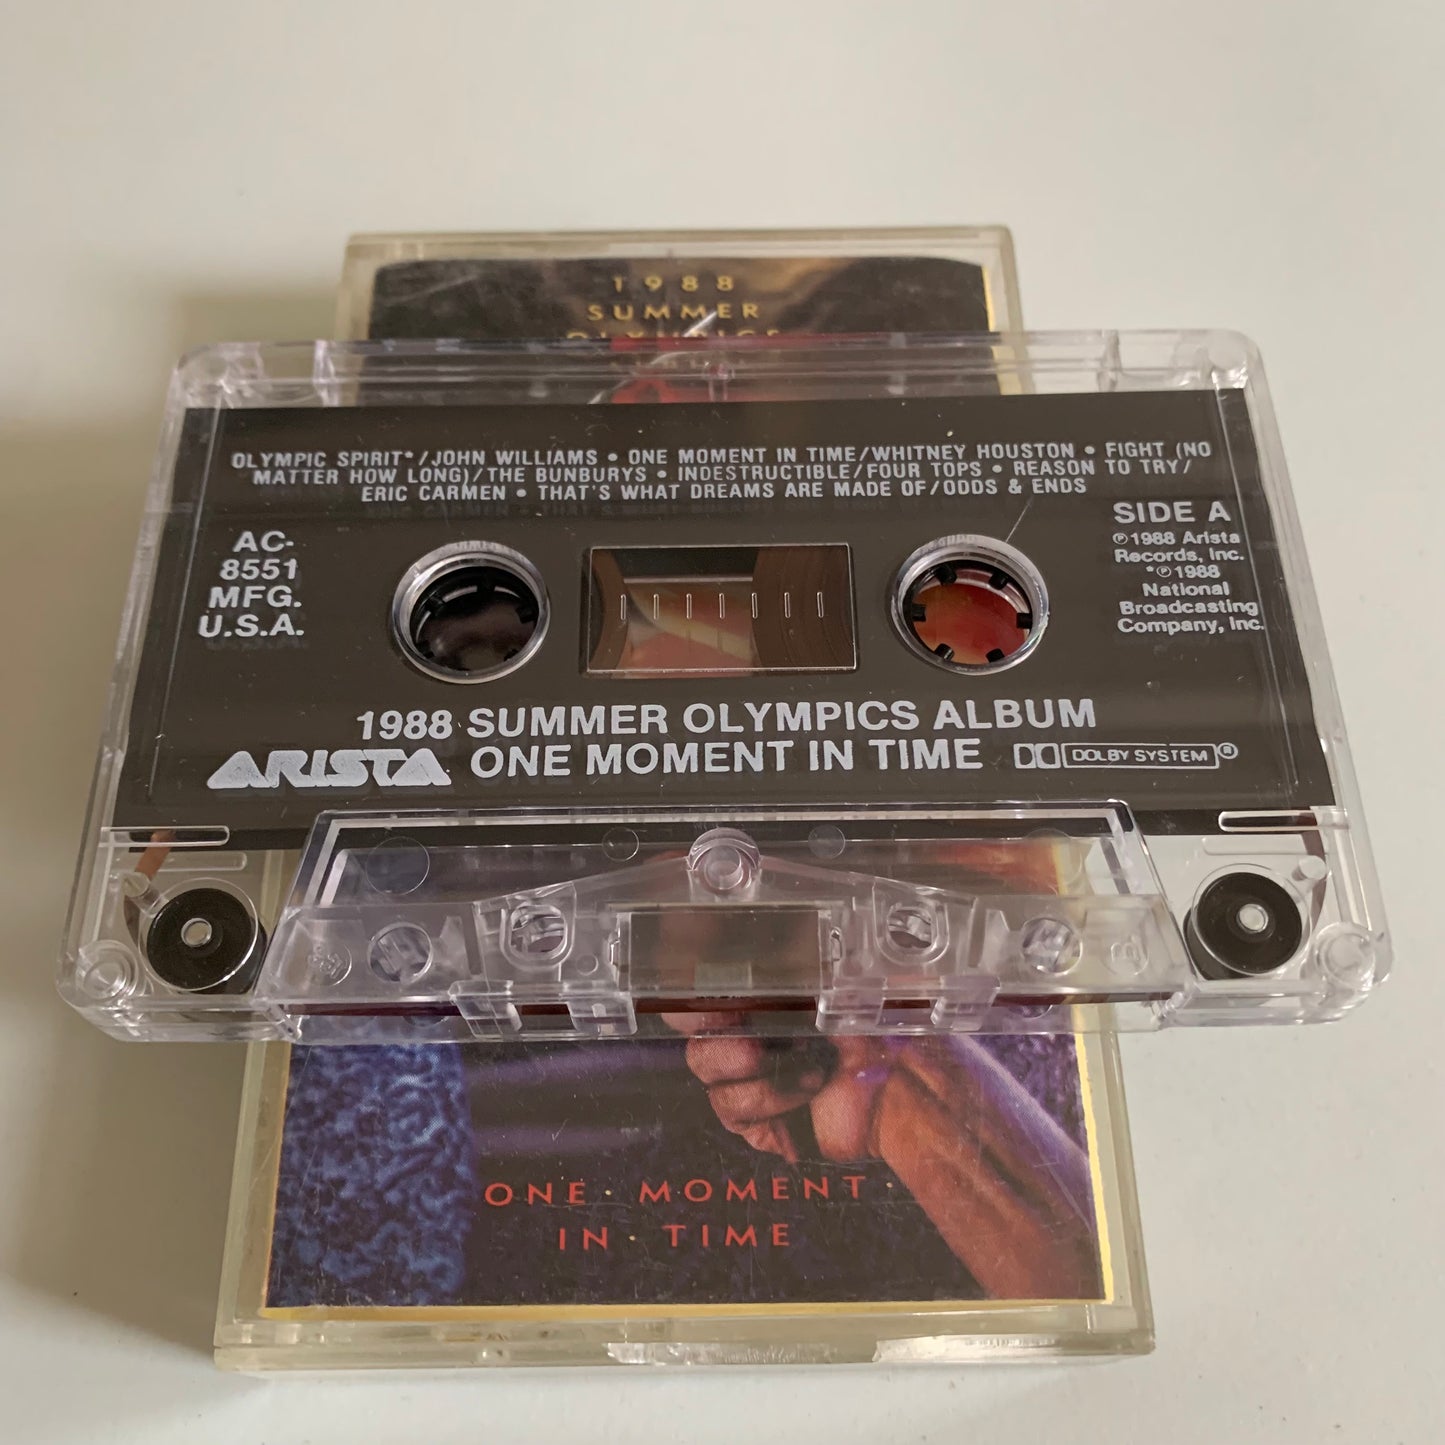 1988
SUMMER
OLYMPICS
ALBUM
OLYMPIC SPIRIT*/JOHN WILLIAMS • ONE MOMENT IN TIME/WHITNEY HOUSTON • FIGHT (NO
MATTER HOW LONG)/THE BUNBURYS • INDESTRUCTIBLE/FOUR TOPS • REASON TO TRY/
ERIC CARMEN • THAT'S WHAT DREAMS ARE MADE OF/ODDS & ENDS
AC-
8551
MFG.
U.S.A.
SIDE A
℗1988 Arista
Records, Inc.
*℗1988
National
Broadcasting
Company, Inc.
1988 SUMMER OLYMPICS ALBUM
ARISTA ONE MOMENT IN TIME DOLBY SYSTEM®
ONE · MOMENT ·
IN · TIME